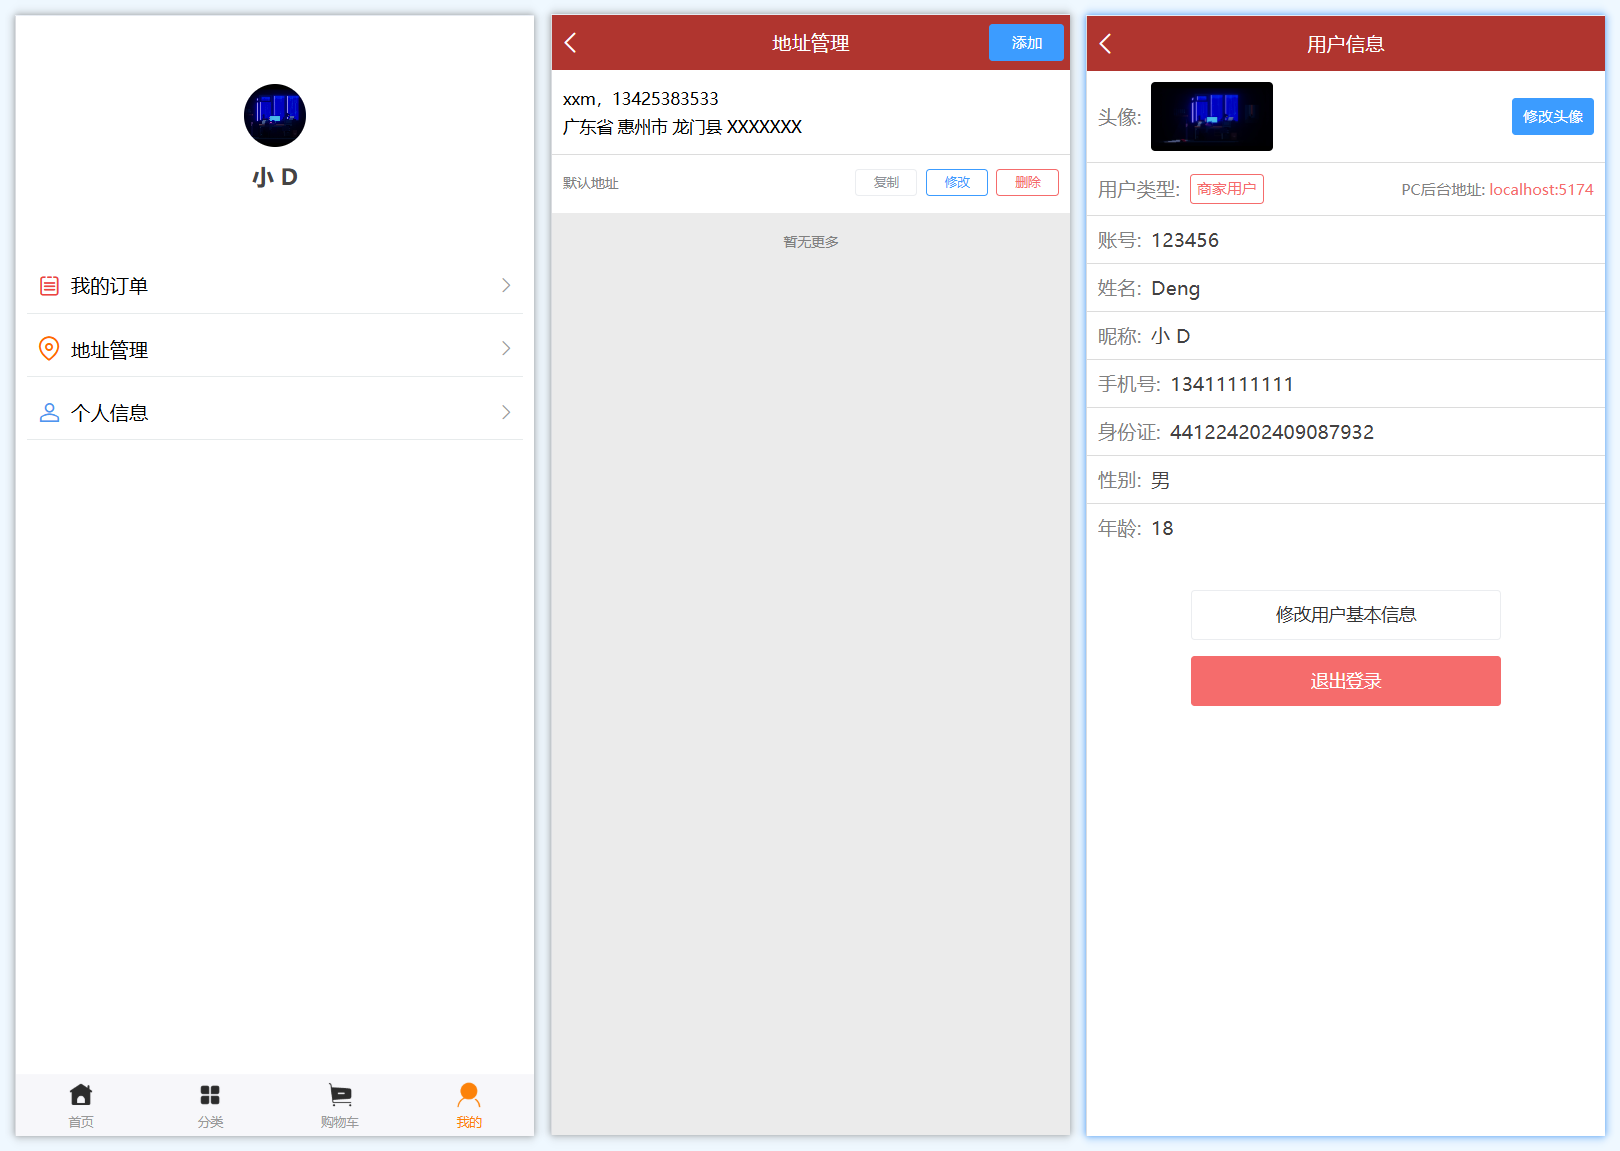 小 D
我的订单
地址管理
个人信息
首页
分类
购物车
我的
地址管理
添加
xxm，13425383533
广东省 惠州市 龙门县 XXXXXXX
默认地址
复制
修改
删除
暂无更多
用户信息
头像:
修改头像
用户类型: 商家用户
PC后台地址: localhost:5174
账号: 123456
姓名: Deng
昵称: 小 D
手机号: 13411111111
身份证: 441224202409087932
性别: 男
年龄: 18
修改用户基本信息
退出登录